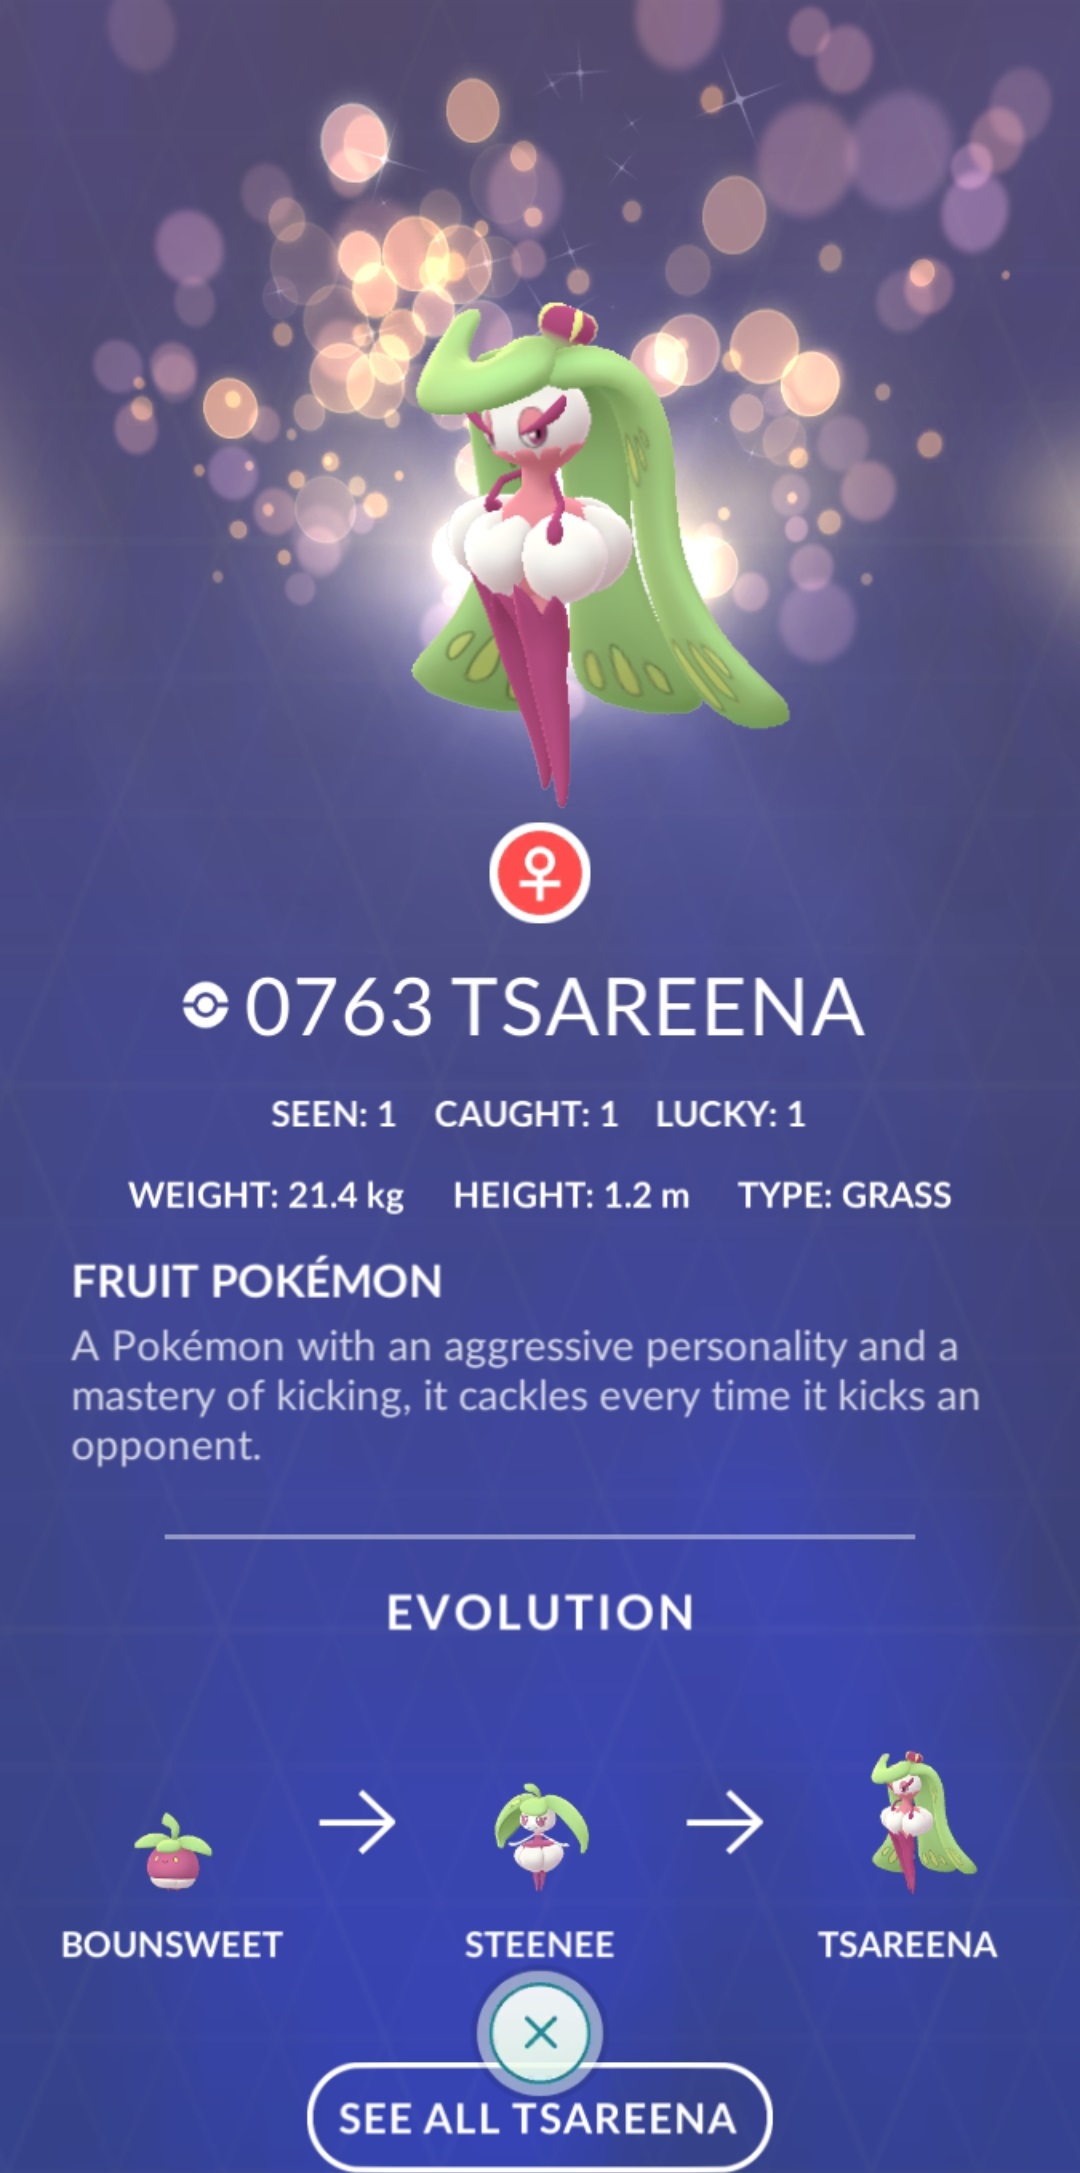 0763 TSAREENA
SEEN: 1 CAUGHT: 1 LUCKY: 1
WEIGHT: 21.4 kg HEIGHT: 1.2 m TYPE: GRASS
FRUIT POKÉMON
A Pokémon with an aggressive personality and a
mastery of kicking, it cackles every time it kicks an
opponent.
EVOLUTION
BOUNSWEET STEENEE TSAREENA
SEE ALL TSAREENA